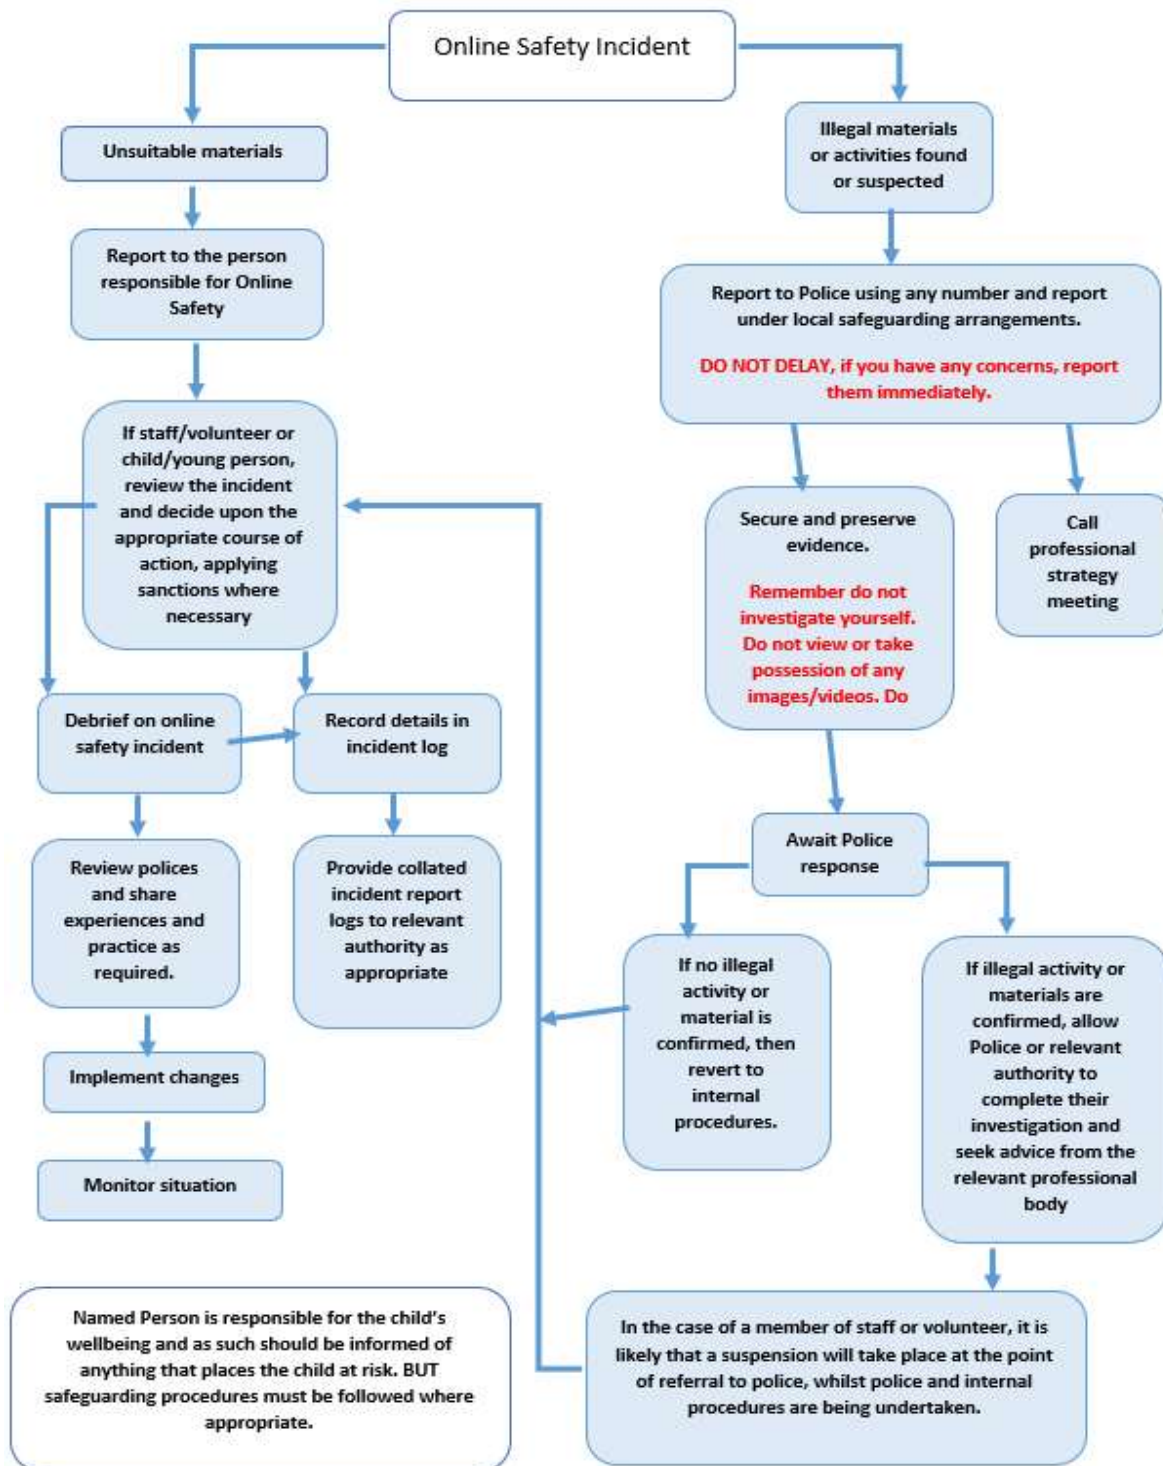 Online Safety Incident
Unsuitable materials
Report to the person
responsible for Online
Safety
If staff/volunteer or
child/young person,
review the incident
and decide upon the
appropriate course of
action, applying
sanctions where
necessary
Debrief on online
safety incident
Record details in
incident log
Review polices
and share
experiences and
practice as
required.
Provide collated
incident report
logs to relevant
authority as
appropriate
Implement changes
Monitor situation
Illegal materials
or activities found
or suspected
Report to Police using any number and report
under local safeguarding arrangements.
DO NOT DELAY, if you have any concerns, report
them immediately.
Secure and preserve
evidence.
Remember do not
investigate yourself.
Do not view or take
possession of any
images/videos. Do
Call
professional
strategy
meeting
Await Police
response
If no illegal
activity or
material is
confirmed, then
revert to
internal
procedures.
If illegal activity or
materials are
confirmed, allow
Police or relevant
authority to
complete their
investigation and
seek advice from the
relevant professional
body
In the case of a member of staff or volunteer, it is
likely that a suspension will take place at the point
of referral to police, whilst police and internal
procedures are being undertaken.
Named Person is responsible for the child's
wellbeing and as such should be informed of
anything that places the child at risk. BUT
safeguarding procedures must be followed where
appropriate.